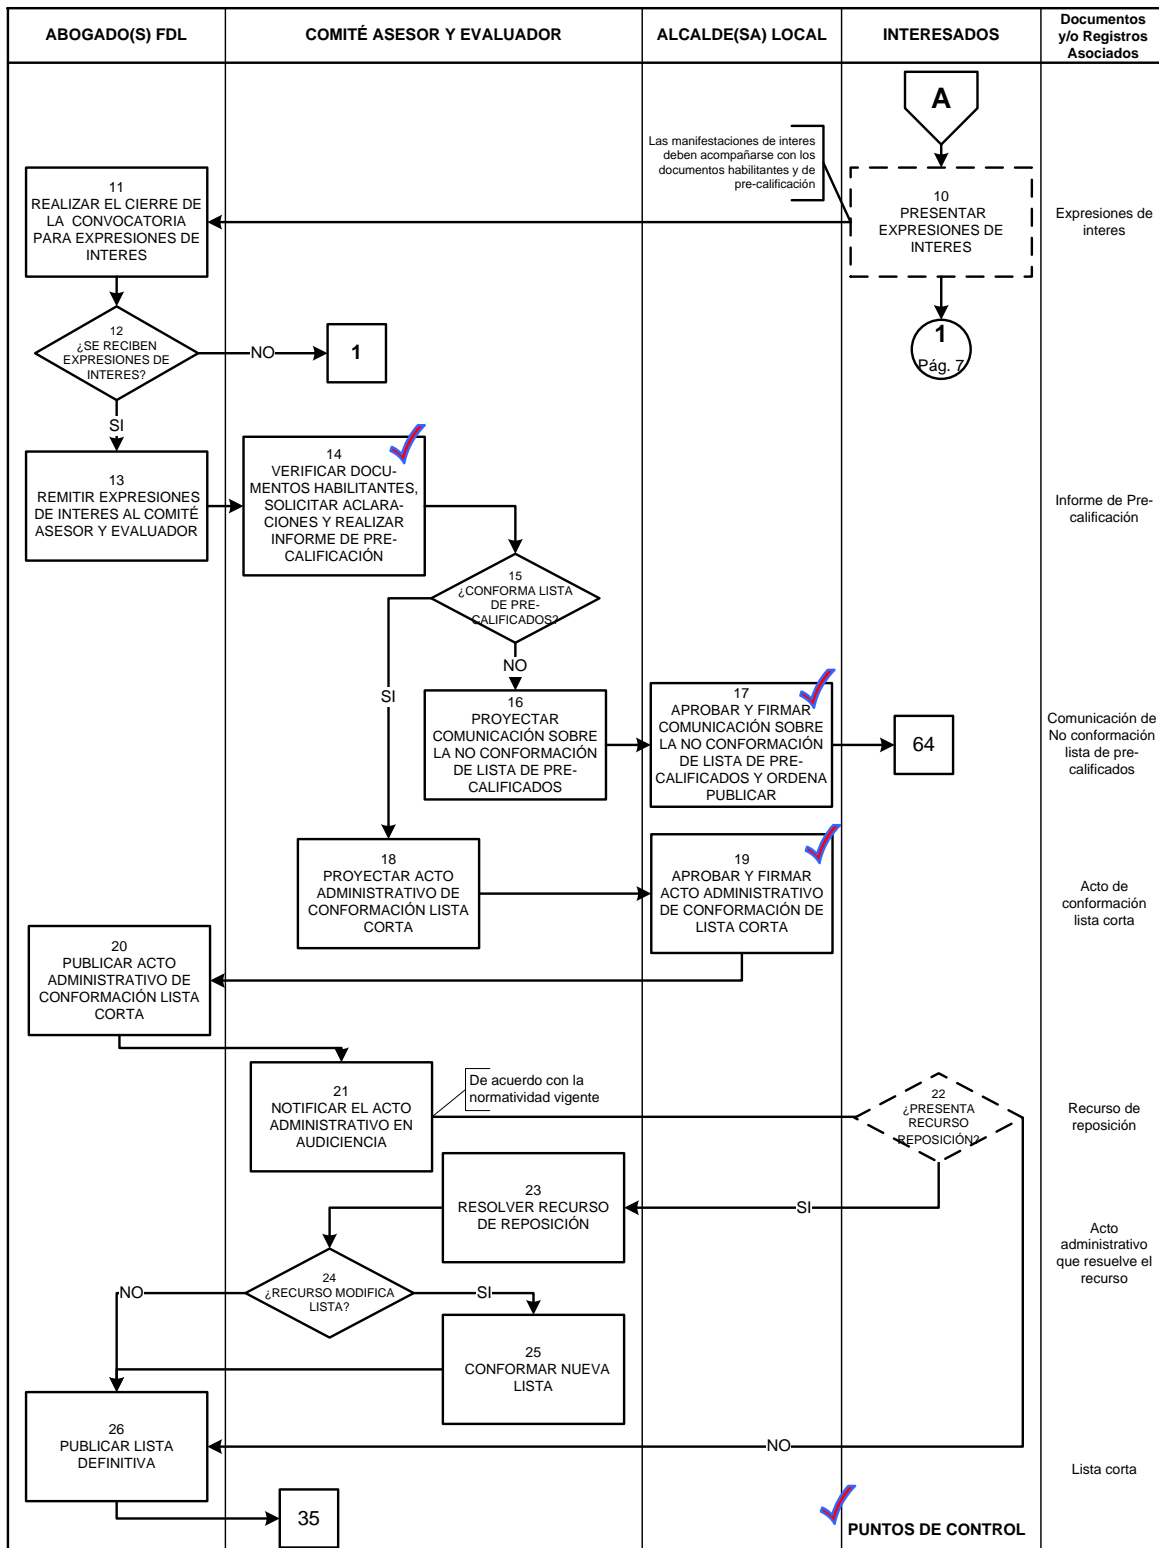 ABOGADO(S) FDL
COMITÉ ASESOR Y EVALUADOR
ALCALDE(SA) LOCAL
INTERESADOS
Documentos
y/o Registros
Asociados
A
Las manifestaciones de interes
deben acompañarse con los
documentos habilitantes y de
pre-calificación
10
PRESENTAR
EXPRESIONES DE
INTERES
Expresiones de
interes
11
REALIZAR EL CIERRE DE
LA CONVOCATORIA
PARA EXPRESIONES DE
INTERES
12
¿SE RECIBEN
EXPRESIONES DE
INTERES?
NO
1
1
Pág. 7
SI
13
REMITIR EXPRESIONES
DE INTERES AL COMITÉ
ASESOR Y EVALUADOR
14
VERIFICAR DOCU-
MENTOS HABILITANTES,
SOLICITAR ACLARA-
CIONES Y REALIZAR
INFORME DE PRE-
CALIFICACIÓN
Informe de Pre-
calificación
15
¿CONFORMA LISTA
DE PRE-
CALIFICADOS?
NO
SI
16
PROYECTAR
COMUNICACIÓN SOBRE
LA NO CONFORMACIÓN
DE LISTA DE PRE-
CALIFICADOS
17
APROBAR Y FIRMAR
COMUNICACIÓN SOBRE
LA NO CONFORMACIÓN
DE LISTA DE PRE-
CALIFICADOS Y ORDENA
PUBLICAR
64
Comunicación de
No conformación
lista de pre-
calificados
18
PROYECTAR ACTO
ADMINISTRATIVO DE
CONFORMACIÓN LISTA
CORTA
19
APROBAR Y FIRMAR
ACTO ADMINISTRATIVO
DE CONFORMACIÓN DE
LISTA CORTA
Acto de
conformación
lista corta
20
PUBLICAR ACTO
ADMINISTRATIVO DE
CONFORMACIÓN LISTA
CORTA
21
NOTIFICAR EL ACTO
ADMINISTRATIVO EN
AUDICIENCIA
De acuerdo con la
normatividad vigente
22
¿PRESENTA
RECURSO
REPOSICIÓN?
Recurso de
reposición
23
RESOLVER RECURSO
DE REPOSICIÓN
SI
Acto
administrativo
que resuelve el
recurso
24
¿RECURSO MODIFICA
LISTA?
NO
SI
25
CONFORMAR NUEVA
LISTA
26
PUBLICAR LISTA
DEFINITIVA
NO
Lista corta
35
PUNTOS DE CONTROL